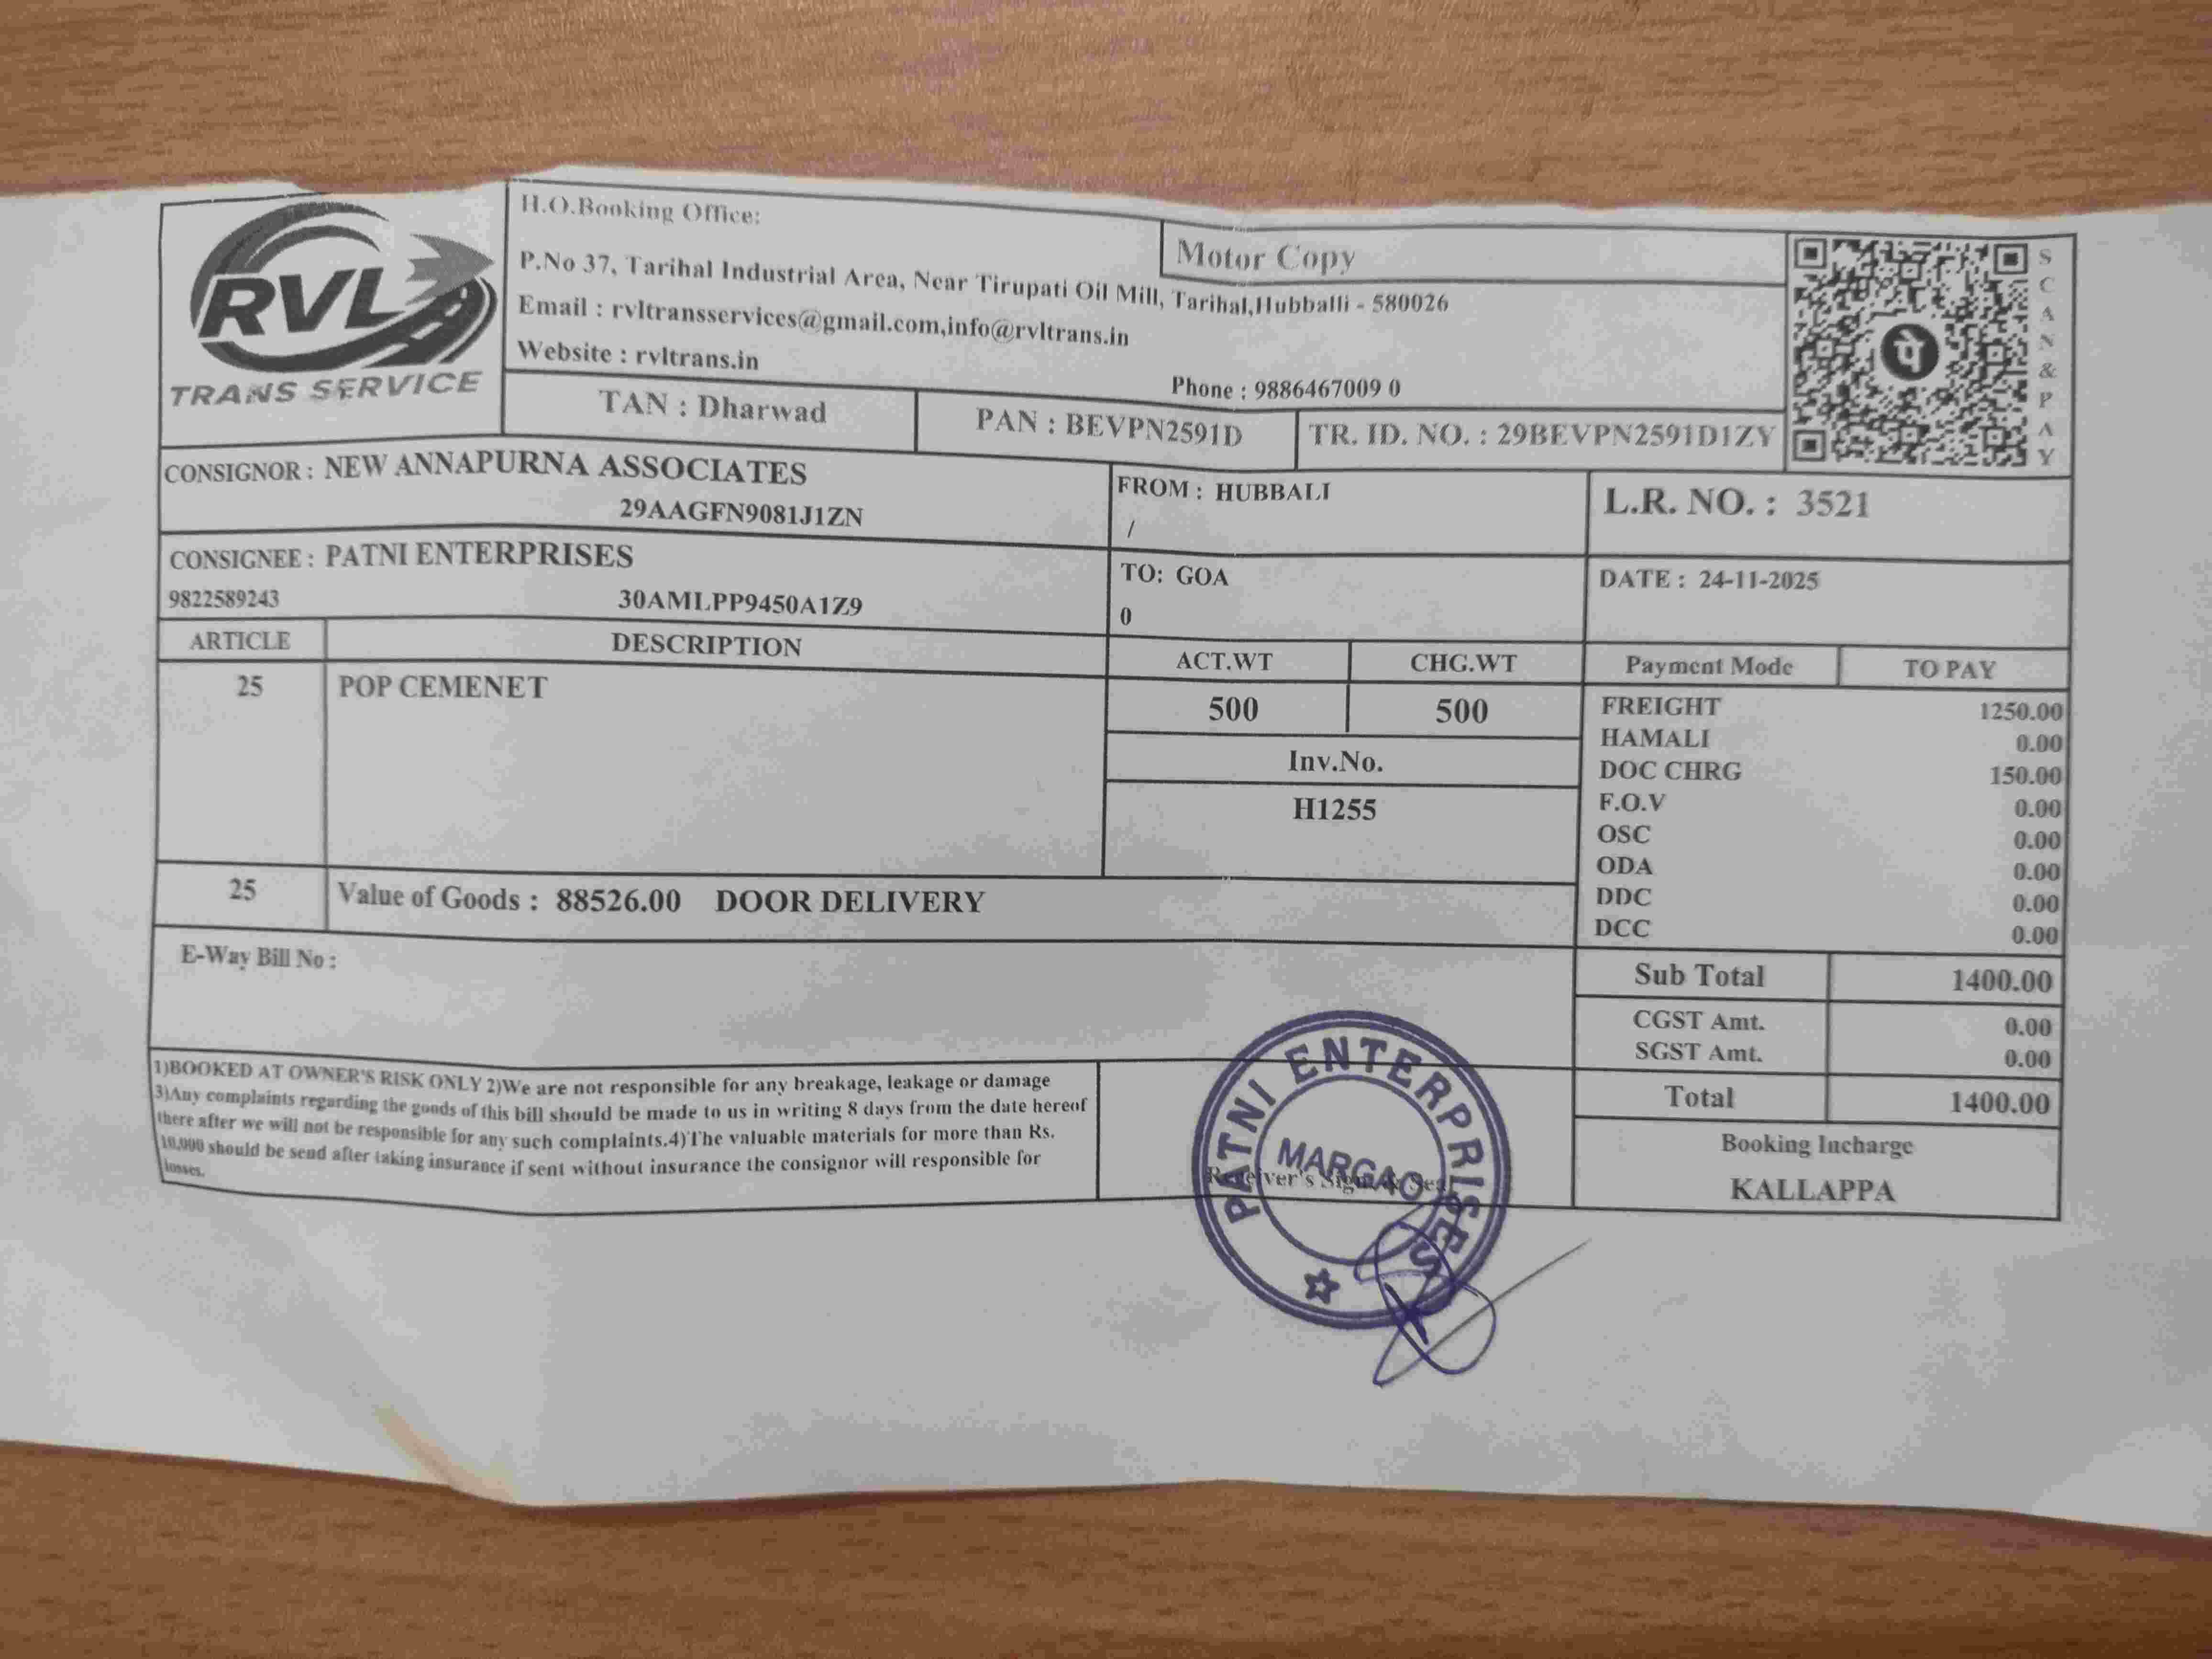 RVL
TRANS SERVICE
H.O.Booking Office:
Motor Copy
P.No 37, Tarihal Industrial Area, Near Tirupati Oil Mill, Tarihal,Hubballi - 580026
Email : rvltransservices@gmail.com,info@rvltrans.in
Website : rvltrans.in
Phone : 9886467009 0
TAN : Dharwad
PAN : BEVPN2591D
TR. ID. NO. : 29BEVPN2591D1ZY
पे
SCAN&PAY
CONSIGNOR : NEW ANNAPURNA ASSOCIATES
29AAGFN9081J1ZN
FROM : HUBBALI
/
L.R. NO. : 3521
CONSIGNEE : PATNI ENTERPRISES
9822589243 30AMLPP9450A1Z9
TO: GOA
0
DATE : 24-11-2025
ARTICLE DESCRIPTION ACT.WT CHG.WT Payment Mode TO PAY
25 POP CEMENET 500 500
Inv.No.
H1255
FREIGHT 1250.00
HAMALI 0.00
DOC CHRG 150.00
F.O.V 0.00
OSC 0.00
ODA 0.00
DDC 0.00
DCC 0.00
25 Value of Goods : 88526.00 DOOR DELIVERY
E-Way Bill No :
Sub Total 1400.00
CGST Amt. 0.00
SGST Amt. 0.00
Total 1400.00
1)BOOKED AT OWNER'S RISK ONLY 2)We are not responsible for any breakage, leakage or damage
3)Any complaints regarding the goods of this bill should be made to us in writing 8 days from the date hereof
there after we will not be responsible for any such complaints.4)The valuable materials for more than Rs.
10,000 should be send after taking insurance if sent without insurance the consignor will responsible for
losses.
Receiver's Sign. & Seal
PATNI ENTERPRISES
MARGAO
Booking Incharge
KALLAPPA